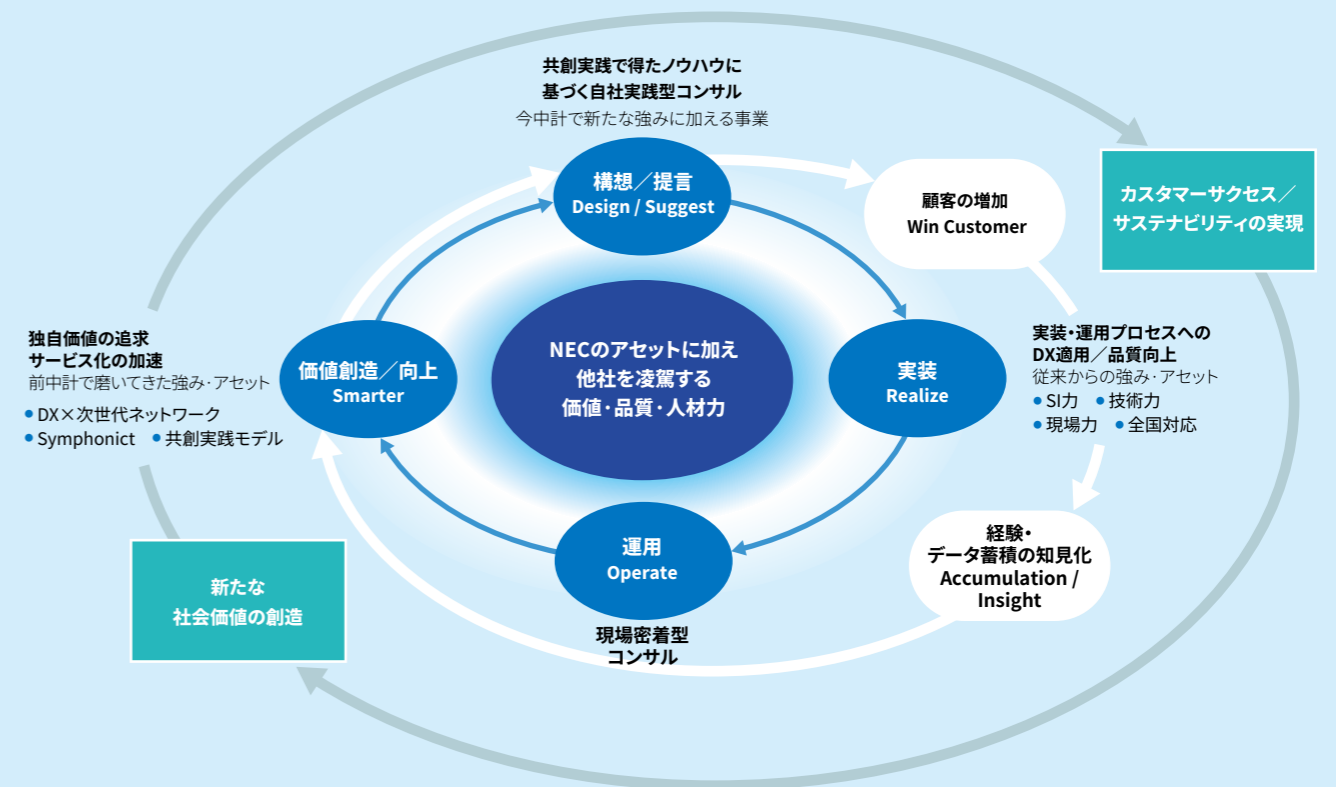 共創実践で得たノウハウに
基づく自社実践型コンサル
今中計で新たな強みに加える事業
構想／提言
Design / Suggest
顧客の増加
Win Customer
カスタマーサクセス／
サステナビリティの実現
独自価値の追求
サービス化の加速
前中計で磨いてきた強み・アセット
● DX×次世代ネットワーク
● Symphonict ● 共創実践モデル
価値創造／向上
Smarter
NECのアセットに加え
他社を凌駕する
価値・品質・人材力
実装
Realize
実装・運用プロセスへの
DX適用／品質向上
従来からの強み・アセット
● SI力 ● 技術力
● 現場力 ● 全国対応
経験・
データ蓄積の知見化
Accumulation /
Insight
運用
Operate
現場密着型
コンサル
新たな
社会価値の創造